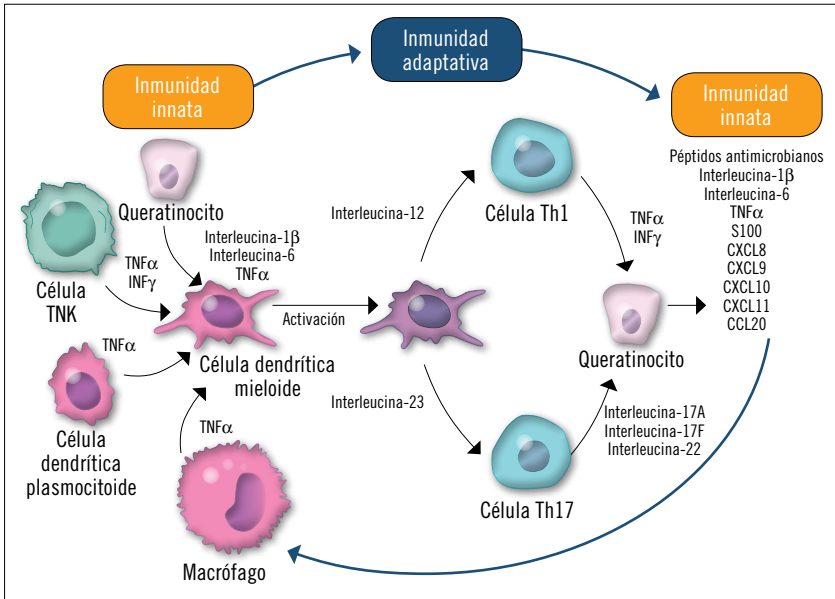 Inmunidad
adaptativa
Inmunidad
innata
Inmunidad
innata
Queratinocito
Célula
TNK
TNFα
INFγ
Interleucina-1β
Interleucina-6
TNFα
TNFα
Célula
dendrítica
plasmocitoide
TNFα
Macrófago
Célula dendrítica
mieloide
Activación
Interleucina-12
Interleucina-23
Célula Th1
Célula Th17
TNFα
INFγ
Interleucina-17A
Interleucina-17F
Interleucina-22
Queratinocito
Péptidos antimicrobianos
Interleucina-1β
Interleucina-6
TNFα
S100
CXCL8
CXCL9
CXCL10
CXCL11
CCL20